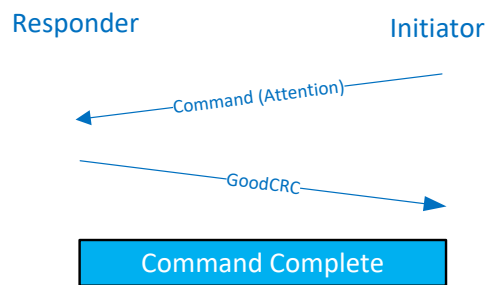 Responder
Initiator
Command (Attention)
GoodCRC
Command Complete